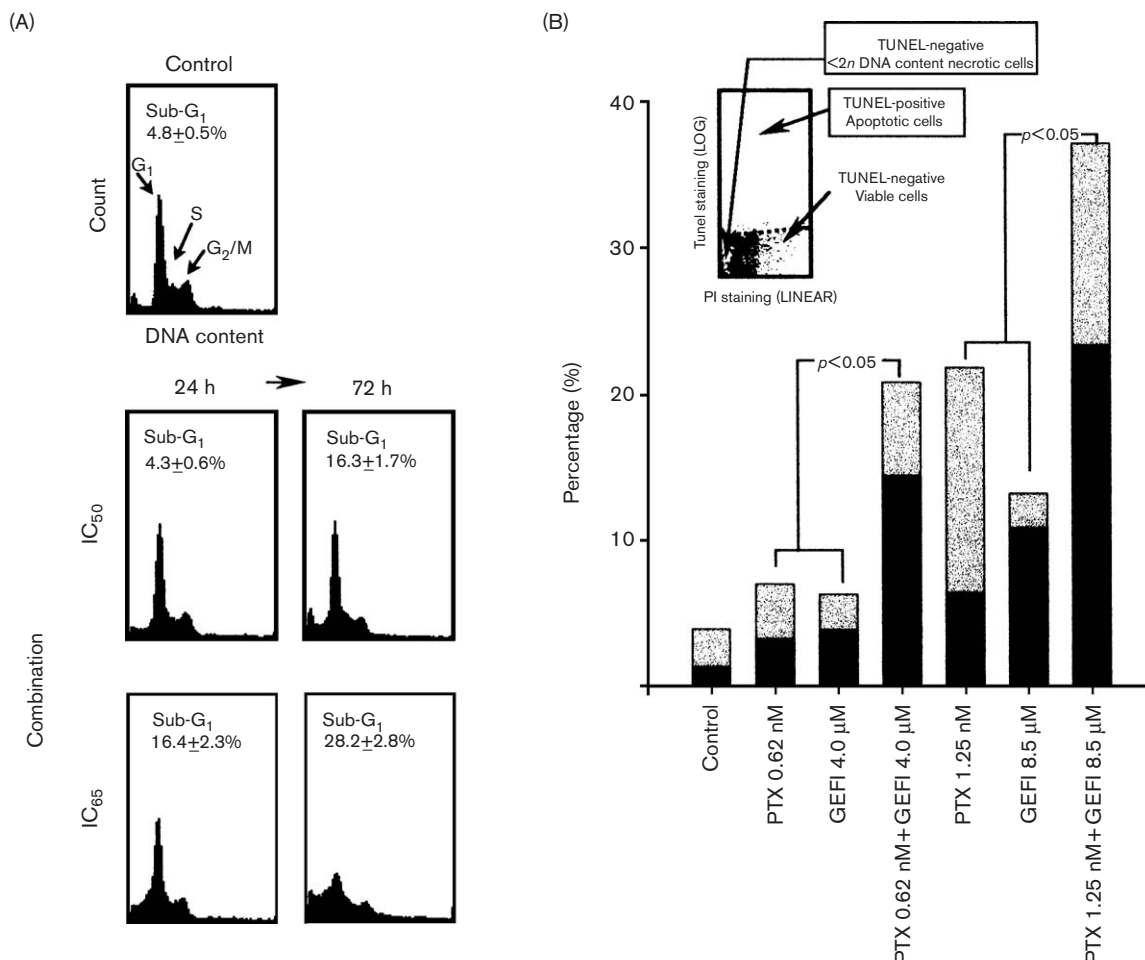 (A)
Control
Sub-G1
4.8±0.5%
G1
S
G2/M
Count
DNA content
24 h
72 h
Sub-G1
4.3±0.6%
Sub-G1
16.3±1.7%
IC50
Combination
Sub-G1
16.4±2.3%
Sub-G1
28.2±2.8%
IC65
(B)
TUNEL-negative
<2n DNA content necrotic cells
TUNEL-positive
Apoptotic cells
TUNEL-negative
Viable cells
Tunel staining (LOG)
PI staining (LINEAR)
p<0.05
p<0.05
40
30
20
10
Percentage (%)
Control
PTX 0.62 nM
GEFI 4.0 μM
PTX 0.62 nM+GEFI 4.0 μM
PTX 1.25 nM
GEFI 8.5 μM
PTX 1.25 nM+GEFI 8.5 μM